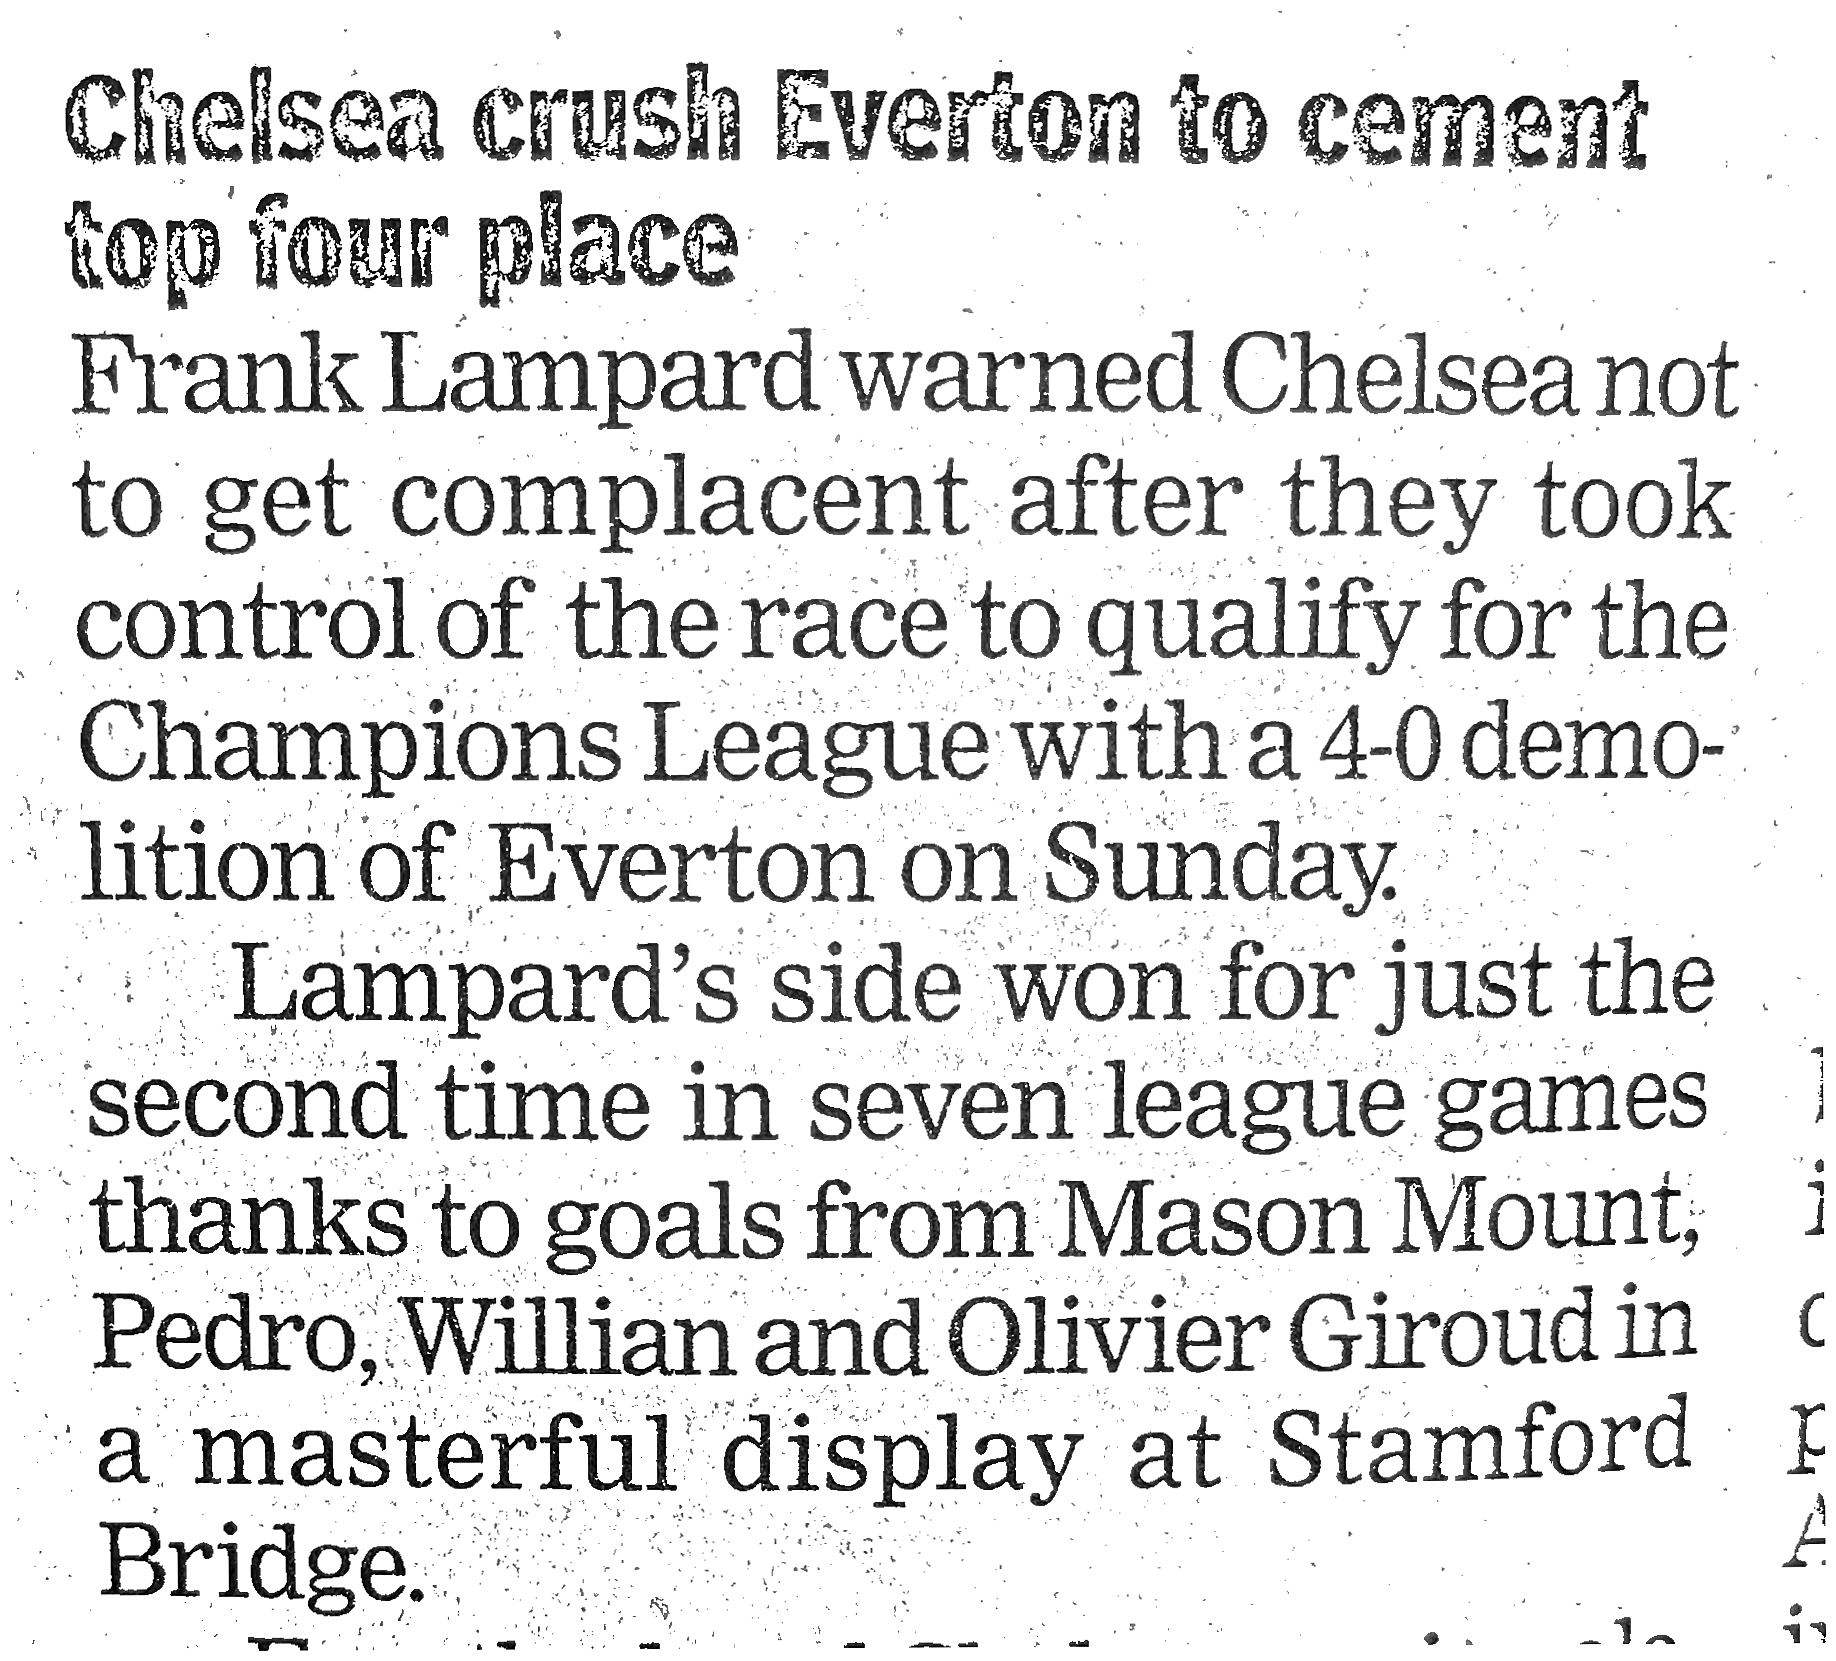 Chelsea crush Everton to cement
top four place
Frank Lampard warned Chelsea not
to get complacent after they took
control of the race to qualify for the
Champions League with a 4-0 demo-
lition of Everton on Sunday.
Lampard's side won for just the
second time in seven league games
thanks to goals from Mason Mount,
Pedro, Willian and Olivier Giroud in
a masterful display at Stamford
Bridge.